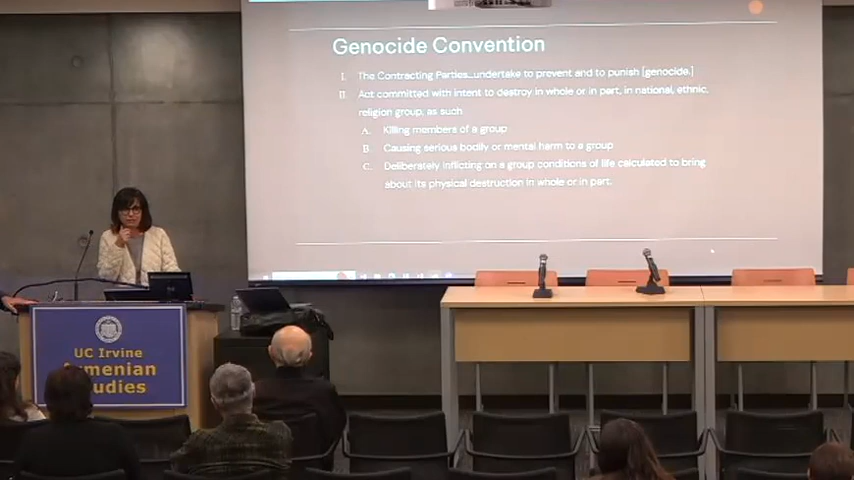 Genocide Convention
I. The Contracting Parties...undertake to prevent and to punish [genocide.]
II. Act committed with intent to destroy in whole or in part, in national, ethnic,
religion group, as such
A. Killing members of a group
B. Causing serious bodily or mental harm to a group
C. Deliberately inflicting on a group conditions of life calculated to bring
about its physical destruction in whole or in part.
UC Irvine
Armenian
Studies